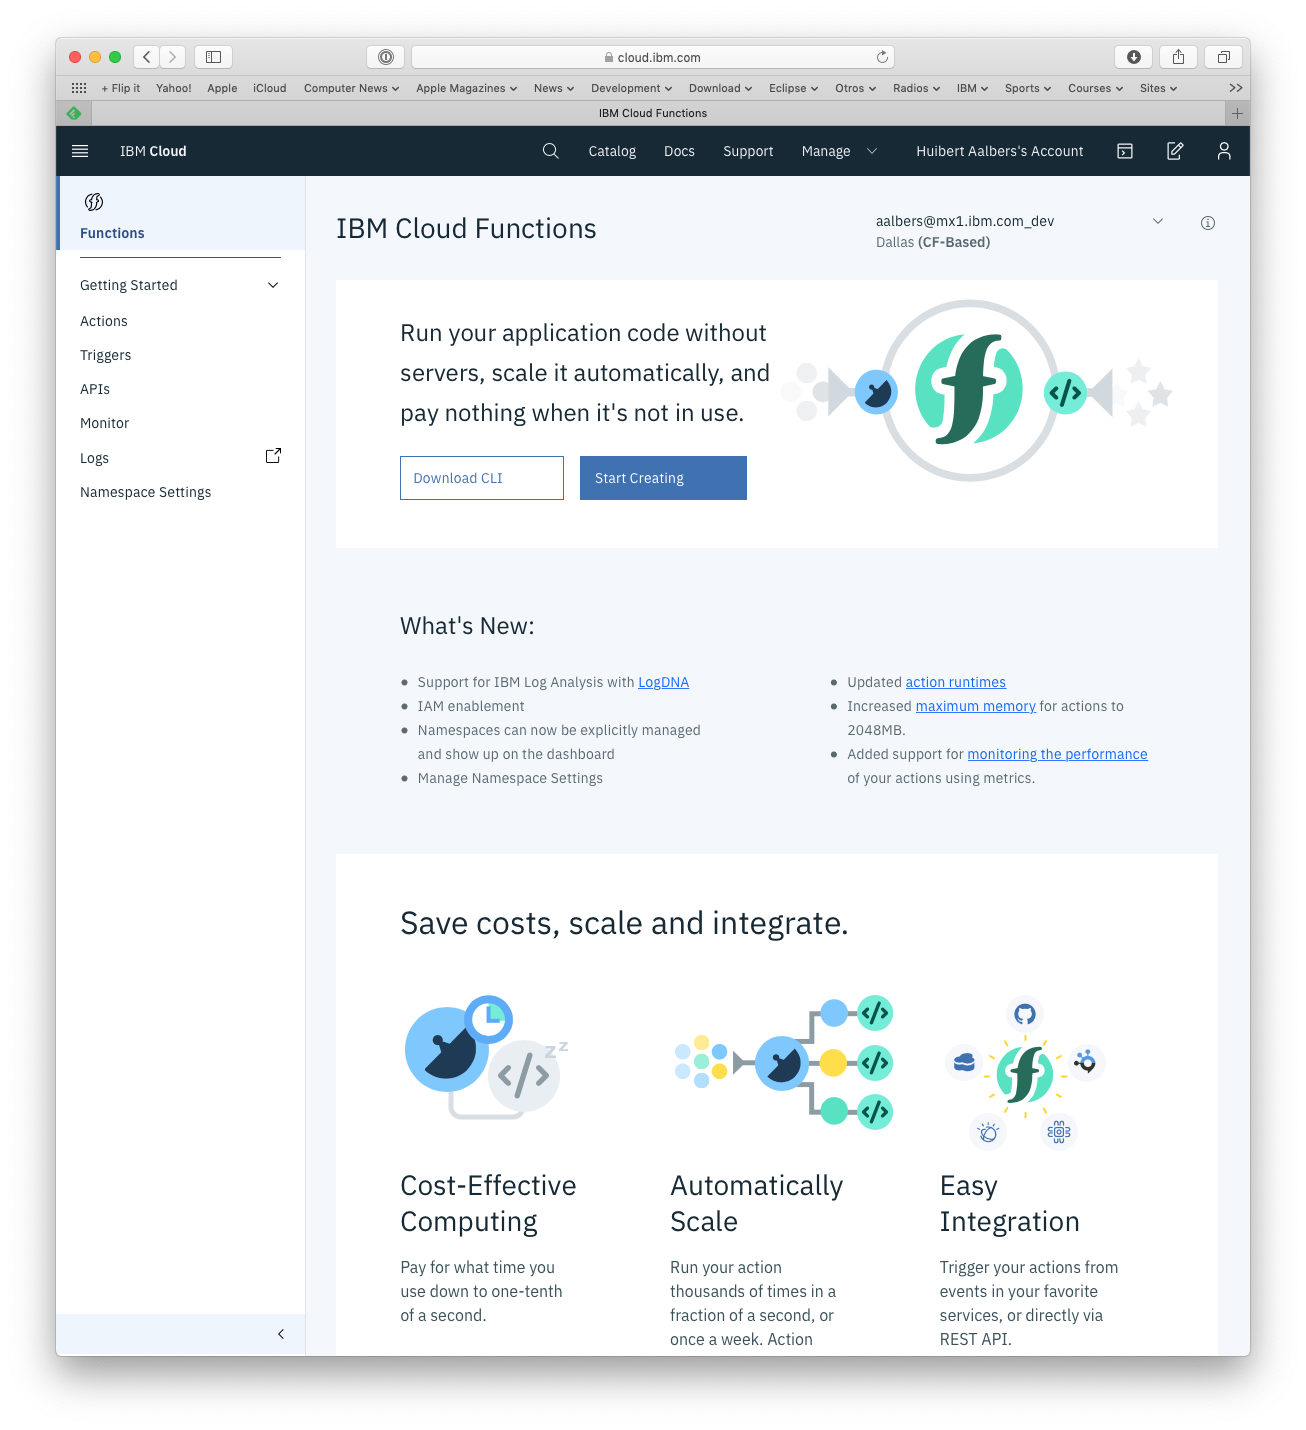 cloud.ibm.com
+ Flip it Yahoo! Apple iCloud Computer News Apple Magazines News Development Download Eclipse Otros Radios IBM Sports Courses Sites >>
IBM Cloud Functions
IBM Cloud Catalog Docs Support Manage Huibert Aalbers's Account
Functions
Getting Started
Actions
Triggers
APIs
Monitor
Logs
Namespace Settings
IBM Cloud Functions
aalbers@mx1.ibm.com_dev
Dallas (CF-Based)
Run your application code without
servers, scale it automatically, and
pay nothing when it's not in use.
Download CLI Start Creating
What's New:
• Support for IBM Log Analysis with LogDNA
• IAM enablement
• Namespaces can now be explicitly managed
and show up on the dashboard
• Manage Namespace Settings
• Updated action runtimes
• Increased maximum memory for actions to
2048MB.
• Added support for monitoring the performance
of your actions using metrics.
Save costs, scale and integrate.
z z
Cost-Effective
Computing
Pay for what time you
use down to one-tenth
of a second.
Automatically
Scale
Run your action
thousands of times in a
fraction of a second, or
once a week. Action
Easy
Integration
Trigger your actions from
events in your favorite
services, or directly via
REST API.